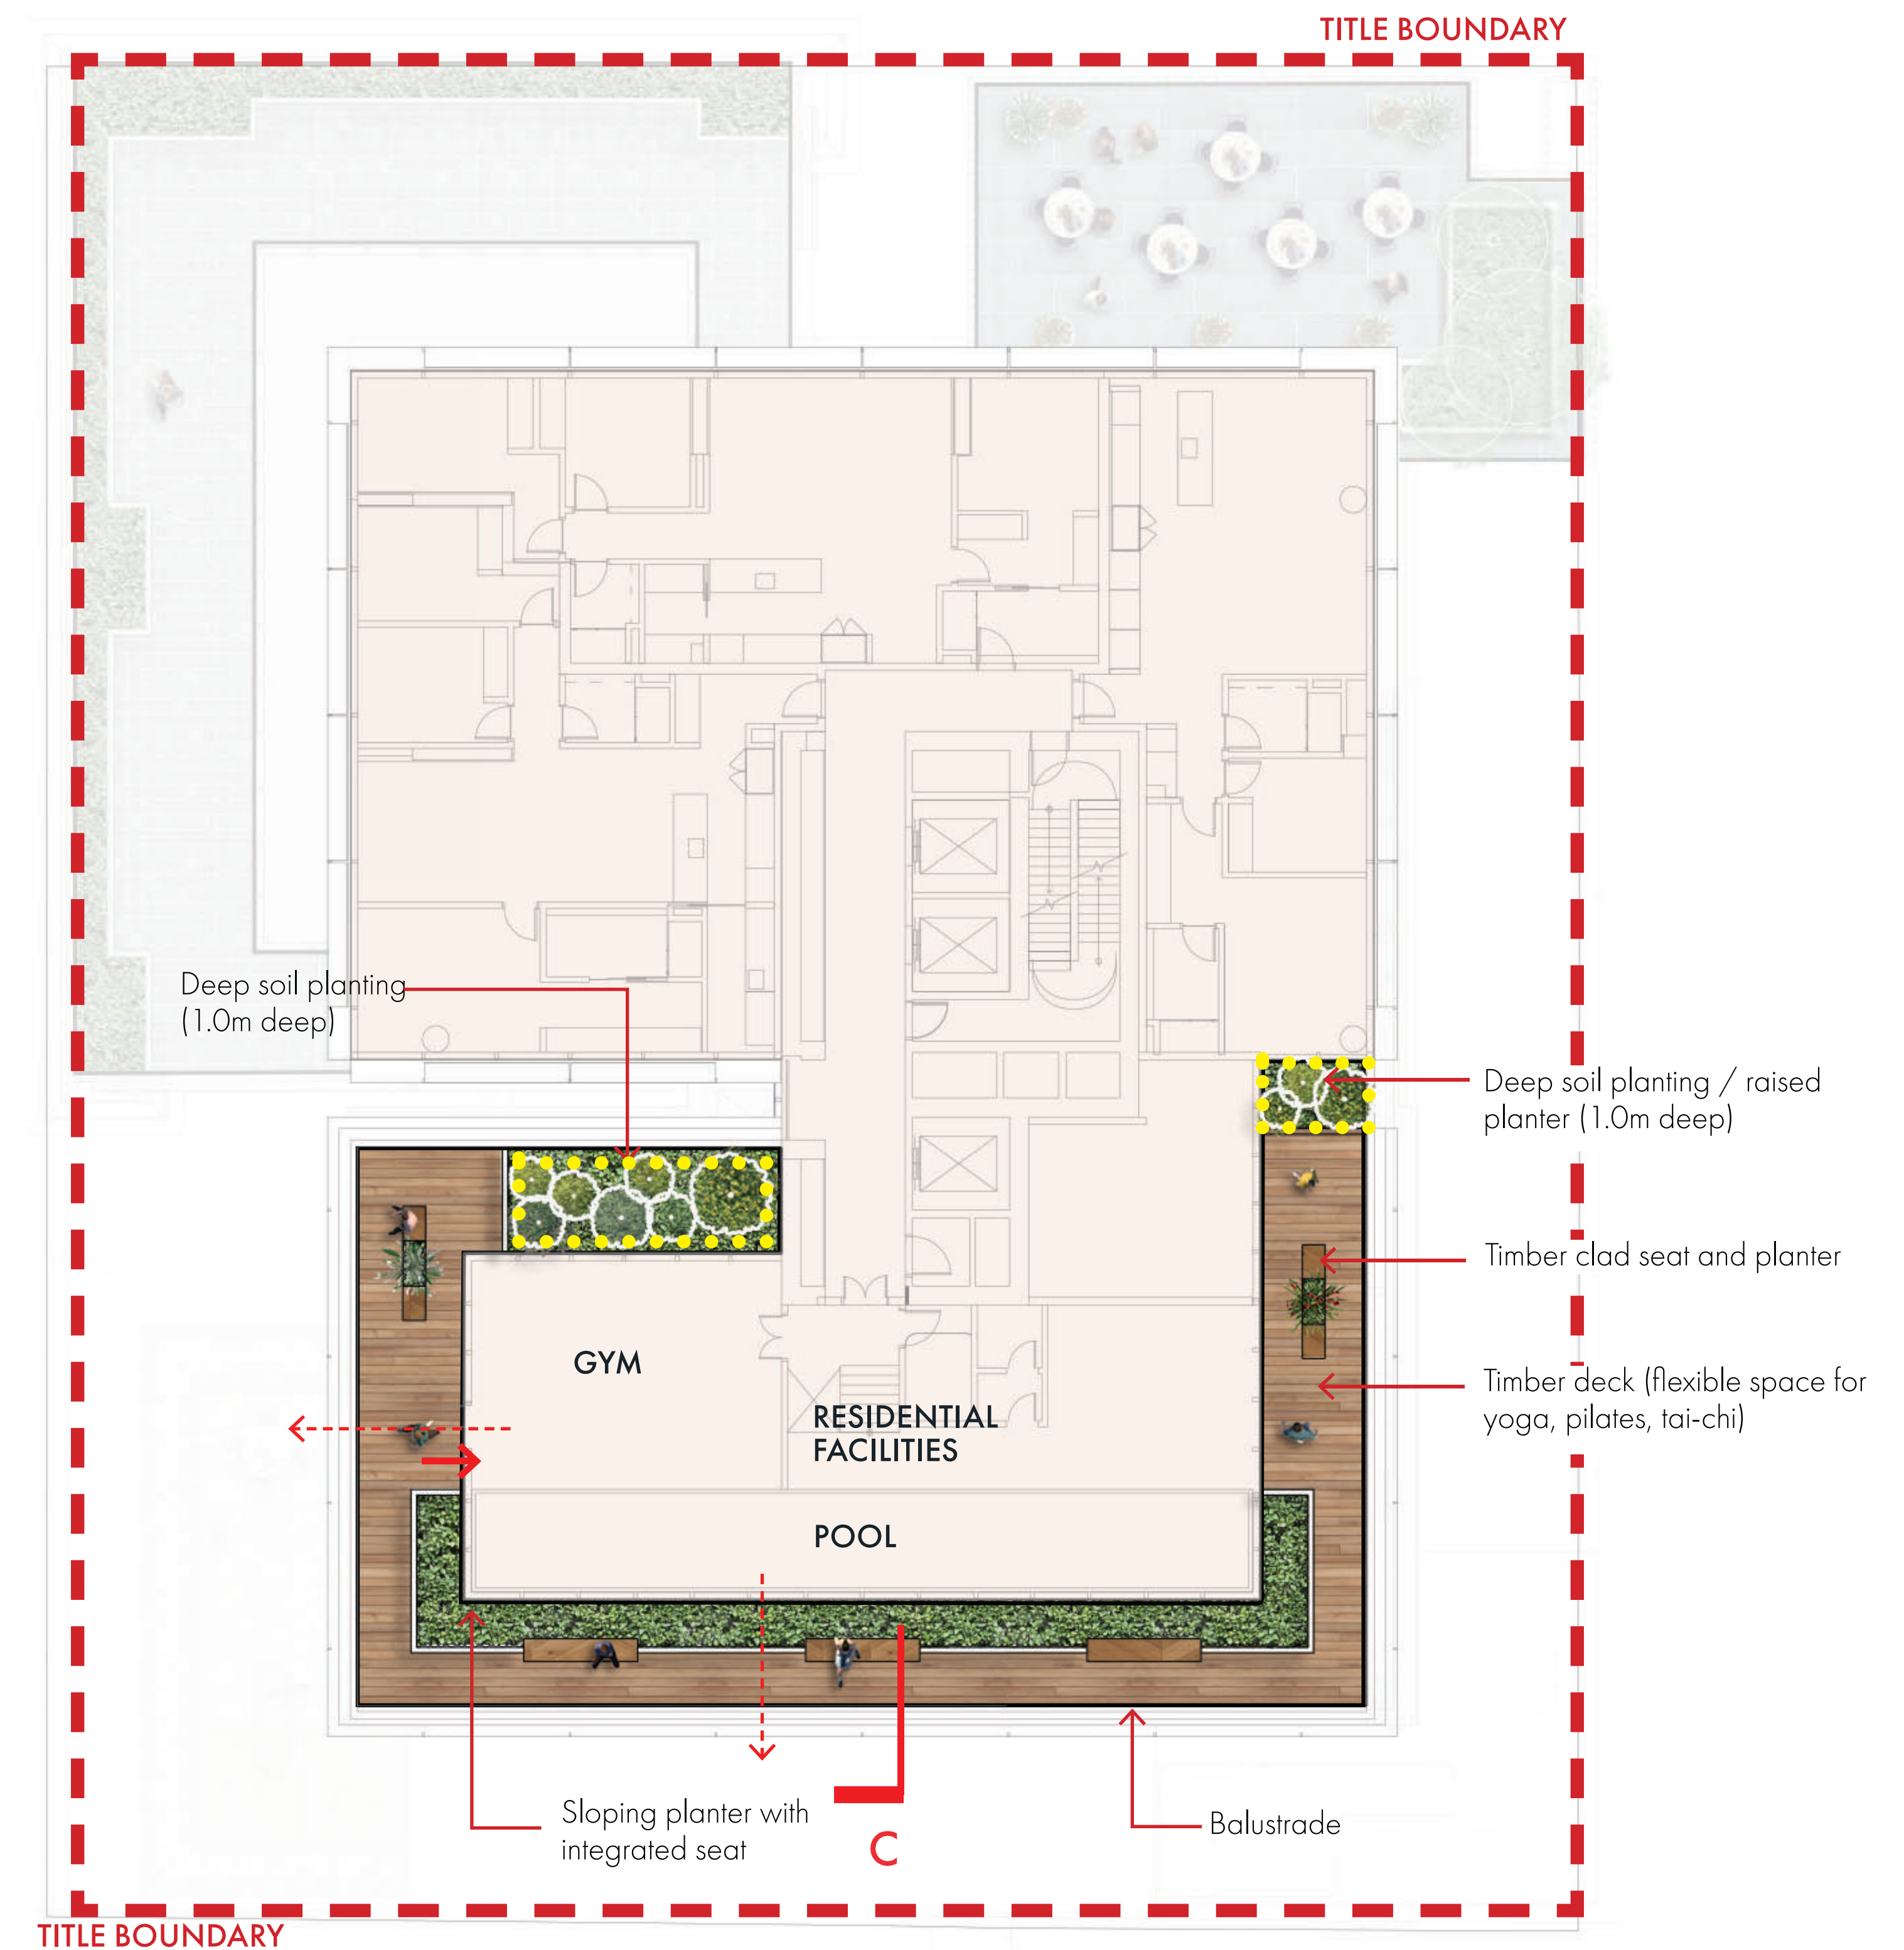 TITLE BOUNDARY
Deep soil planting
(1.0m deep)
Deep soil planting / raised
planter (1.0m deep)
Timber clad seat and planter
GYM
Timber deck (flexible space for
yoga, pilates, tai-chi)
RESIDENTIAL
FACILITIES
POOL
Sloping planter with
integrated seat
C
Balustrade
TITLE BOUNDARY